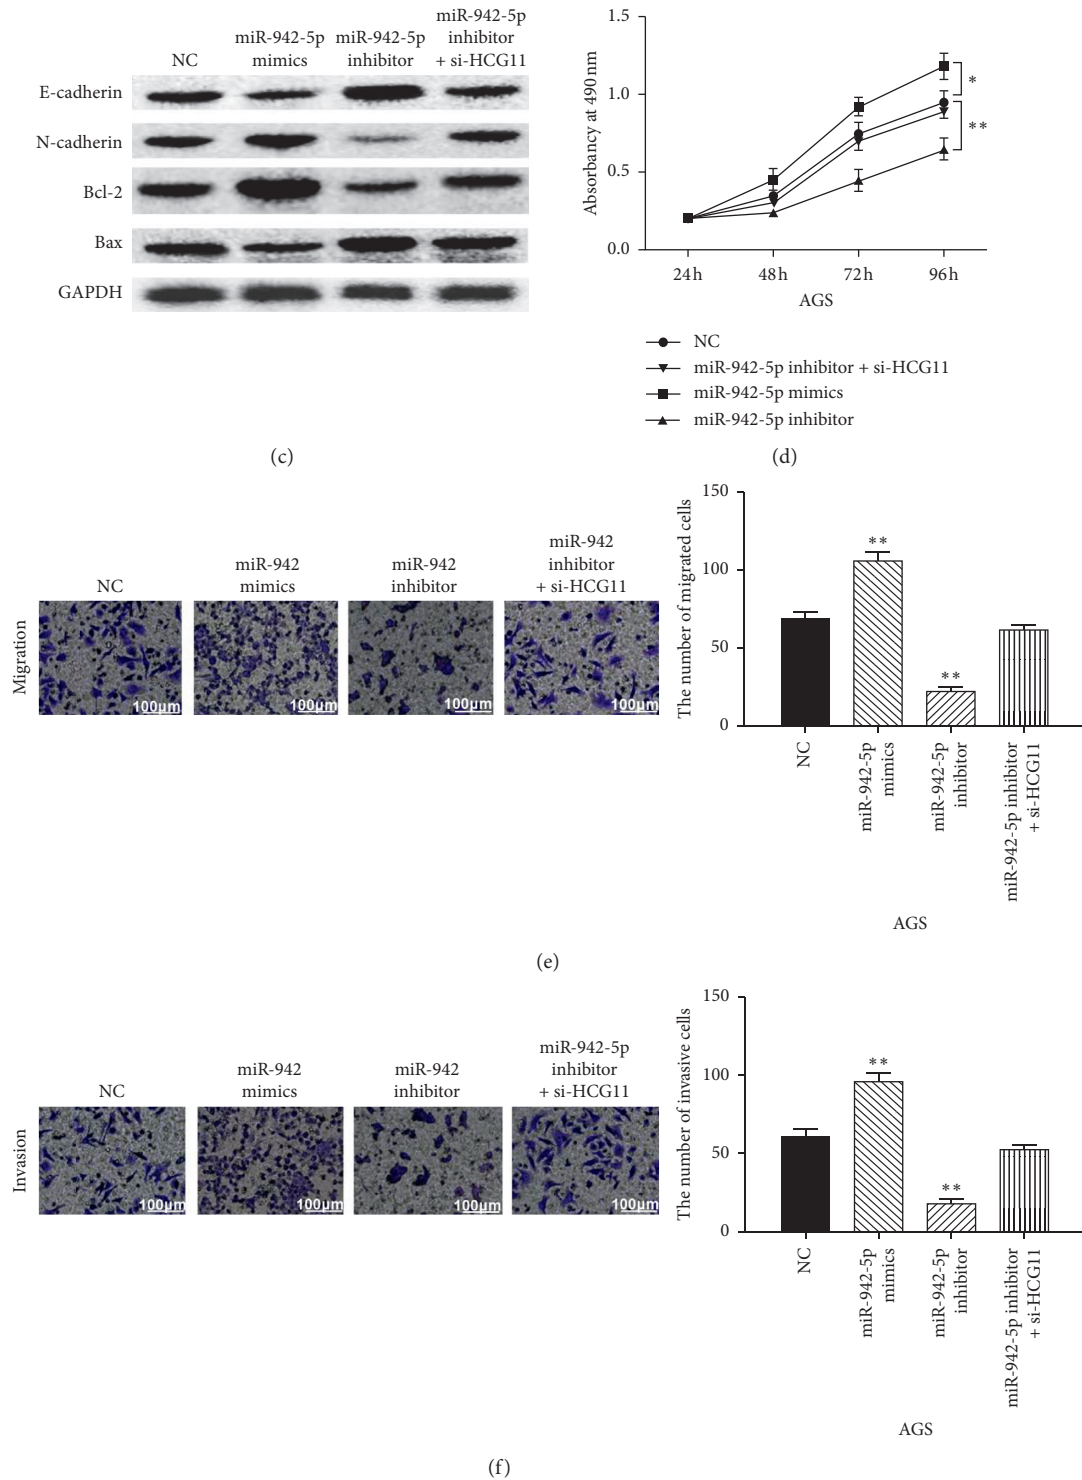 NC
miR-942-5p
mimics
miR-942-5p
inhibitor
miR-942-5p
inhibitor
+ si-HCG11
E-cadherin
N-cadherin
Bcl-2
Bax
GAPDH
(c)
Absorbancy at 490 nm
1.5
1.0
0.5
0.0
*
**
24 h 48 h 72 h 96 h
AGS
NC
miR-942-5p inhibitor + si-HCG11
miR-942-5p mimics
miR-942-5p inhibitor
(d)
Migration
NC
miR-942
mimics
miR-942
inhibitor
miR-942
inhibitor
+ si-HCG11
100μm
100μm
100μm
100μm
The number of migrated cells
150
100
50
0
**
**
NC
miR-942-5p
mimics
miR-942-5p
inhibitor
miR-942-5p inhibitor
+ si-HCG11
AGS
(e)
Invasion
NC
miR-942
mimics
miR-942
inhibitor
miR-942-5p
inhibitor
+ si-HCG11
100μm
100μm
100μm
100μm
The number of invasive cells
150
100
50
0
**
**
NC
miR-942-5p
mimics
miR-942-5p
inhibitor
miR-942-5p inhibitor
+ si-HCG11
AGS
(f)